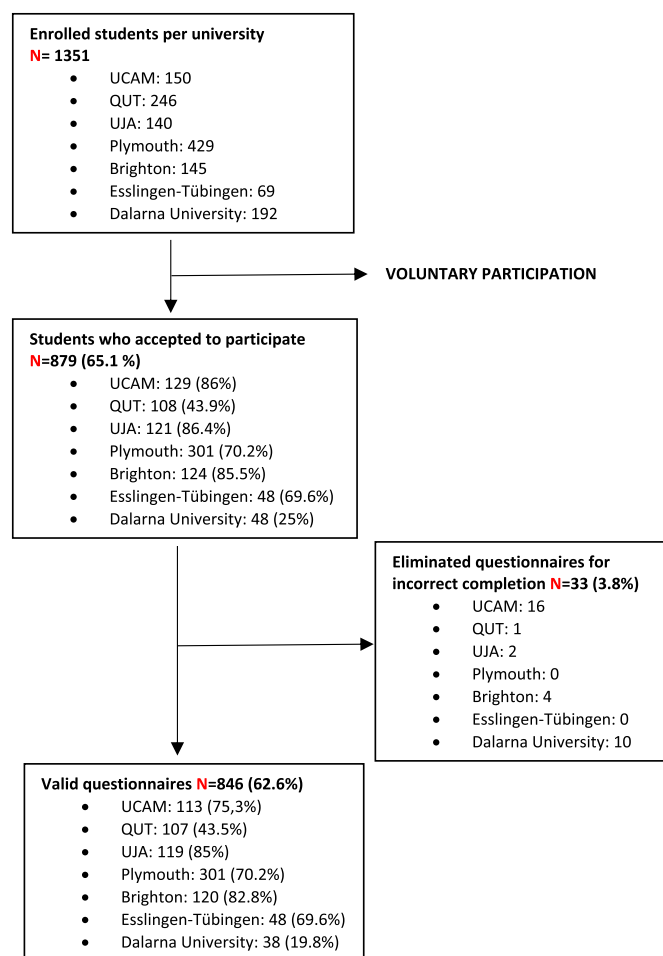 Enrolled students per university
N= 1351
• UCAM: 150
• QUT: 246
• UJA: 140
• Plymouth: 429
• Brighton: 145
• Esslingen-Tübingen: 69
• Dalarna University: 192
VOLUNTARY PARTICIPATION
Students who accepted to participate
N=879 (65.1 %)
• UCAM: 129 (86%)
• QUT: 108 (43.9%)
• UJA: 121 (86.4%)
• Plymouth: 301 (70.2%)
• Brighton: 124 (85.5%)
• Esslingen-Tübingen: 48 (69.6%)
• Dalarna University: 48 (25%)
Eliminated questionnaires for
incorrect completion N=33 (3.8%)
• UCAM: 16
• QUT: 1
• UJA: 2
• Plymouth: 0
• Brighton: 4
• Esslingen-Tübingen: 0
• Dalarna University: 10
Valid questionnaires N=846 (62.6%)
• UCAM: 113 (75,3%)
• QUT: 107 (43.5%)
• UJA: 119 (85%)
• Plymouth: 301 (70.2%)
• Brighton: 120 (82.8%)
• Esslingen-Tübingen: 48 (69.6%)
• Dalarna University: 38 (19.8%)